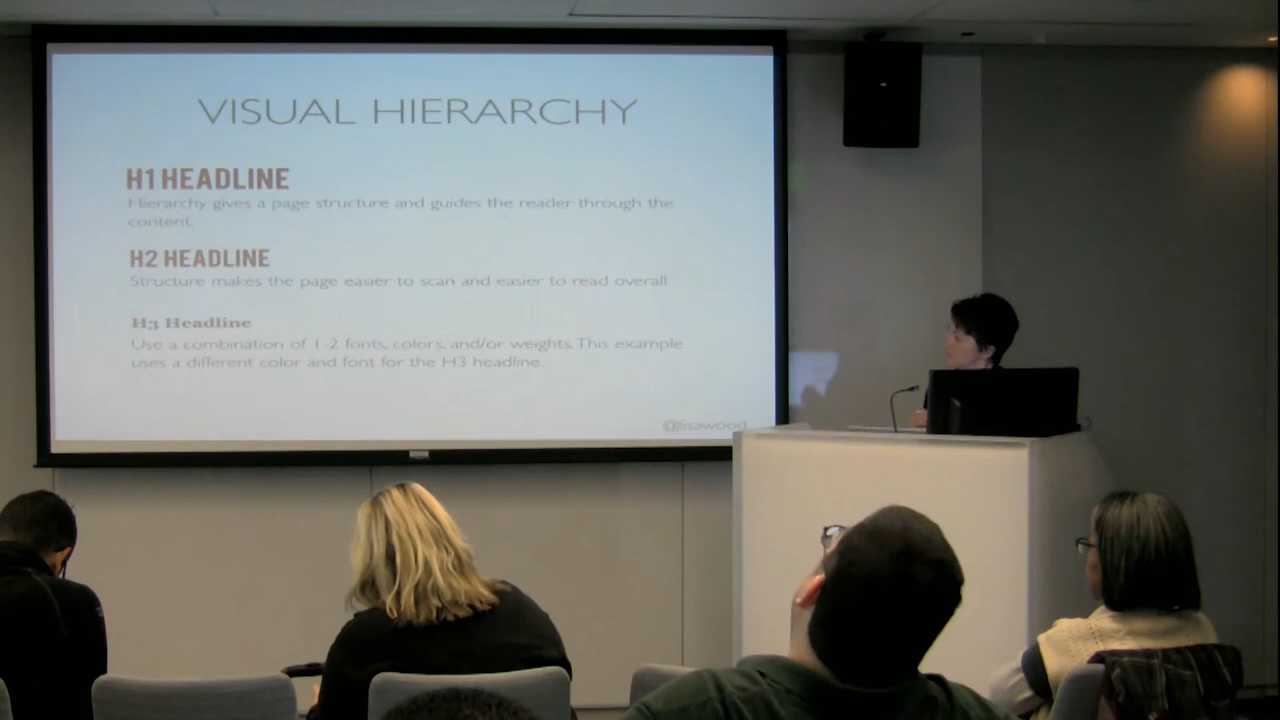 VISUAL HIERARCHY
H1 HEADLINE
Hierarchy gives a page structure and guides the reader through the
content.
H2 HEADLINE
Structure makes the page easier to scan and easier to read overall
H3 Headline
Use a combination of 1-2 fonts, colors, and/or weights. This example
uses a different color and font for the H3 headline.
@lisawood